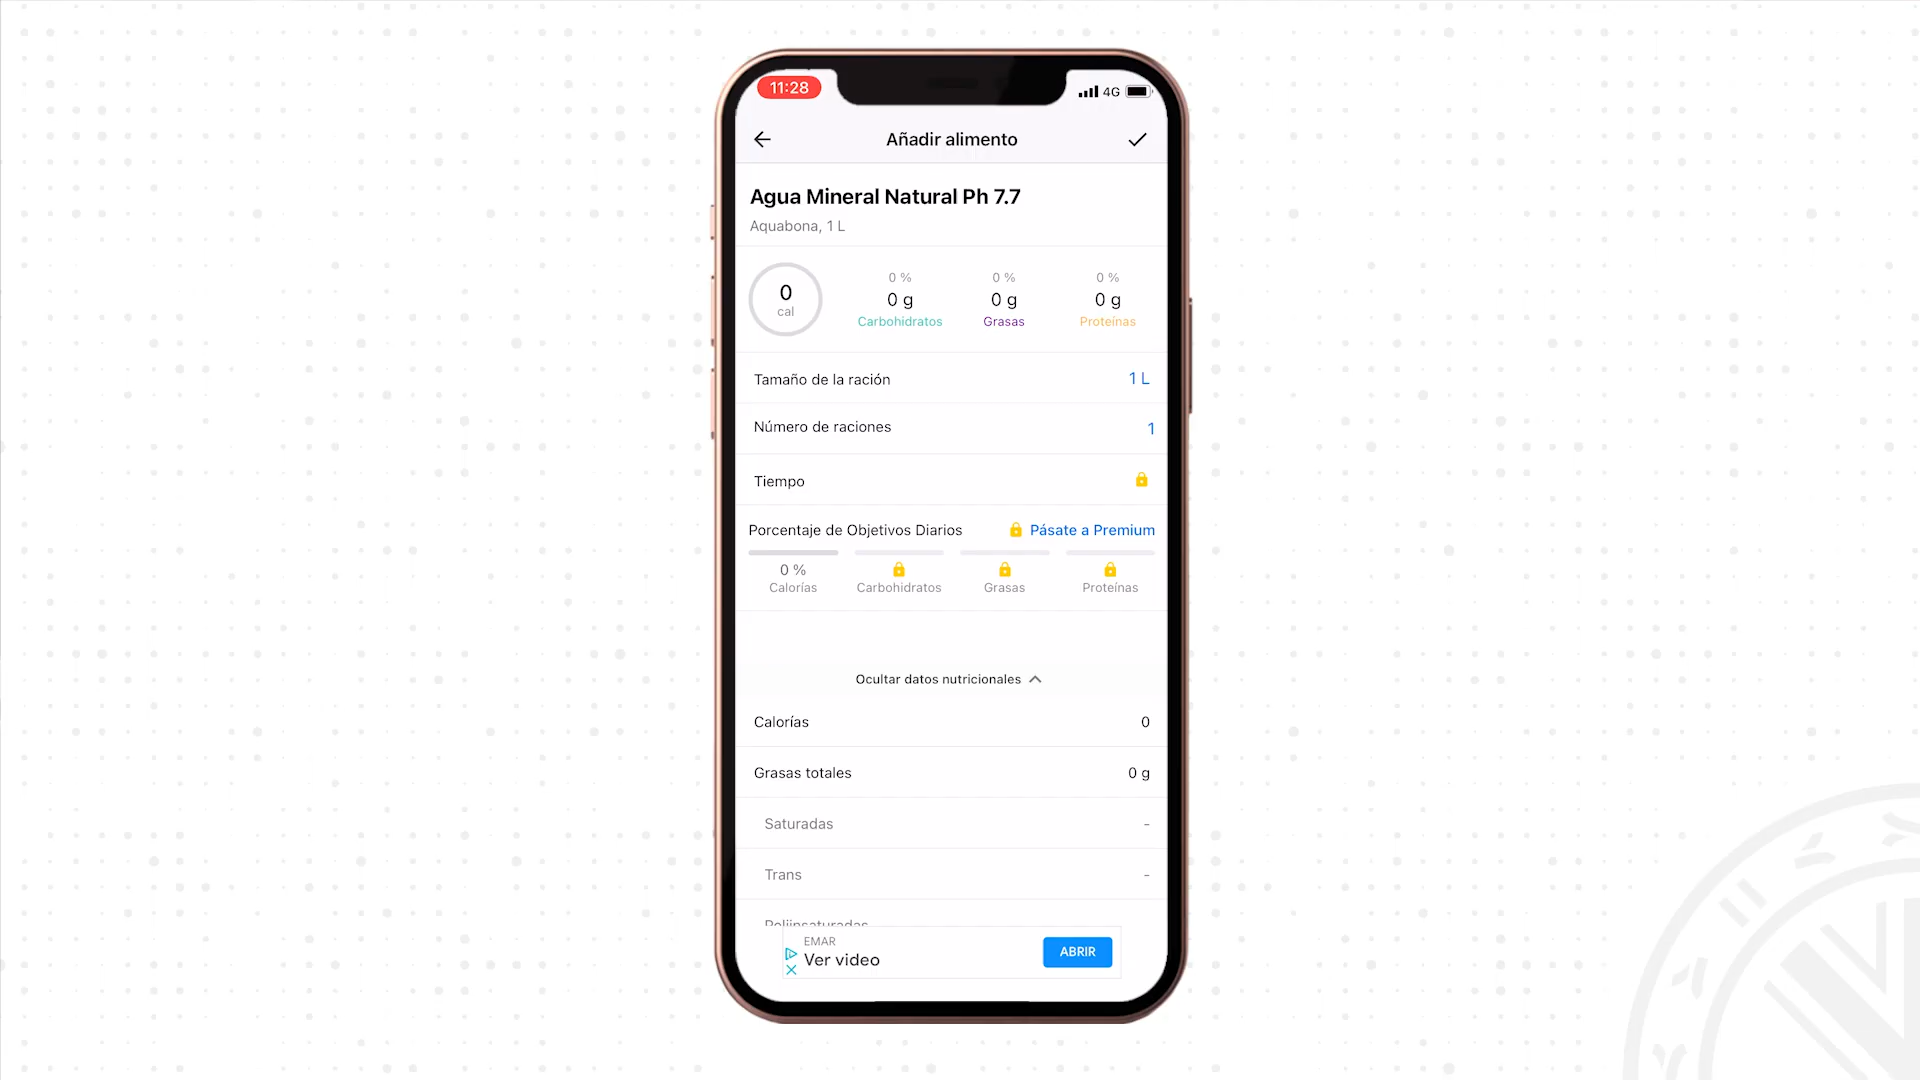 11:28
4G
Añadir alimento
Agua Mineral Natural Ph 7.7
Aquabona, 1 L
0 cal
0 % 0 % 0 %
0 g 0 g 0 g
Carbohidratos Grasas Proteínas
Tamaño de la ración 1 L
Número de raciones 1
Tiempo
Porcentaje de Objetivos Diarios Pásate a Premium
0 %
Calorías Carbohidratos Grasas Proteínas
Ocultar datos nutricionales
Calorías 0
Grasas totales 0 g
Saturadas -
Trans -
Poliinsaturadas
EMAR
Ver video
ABRIR